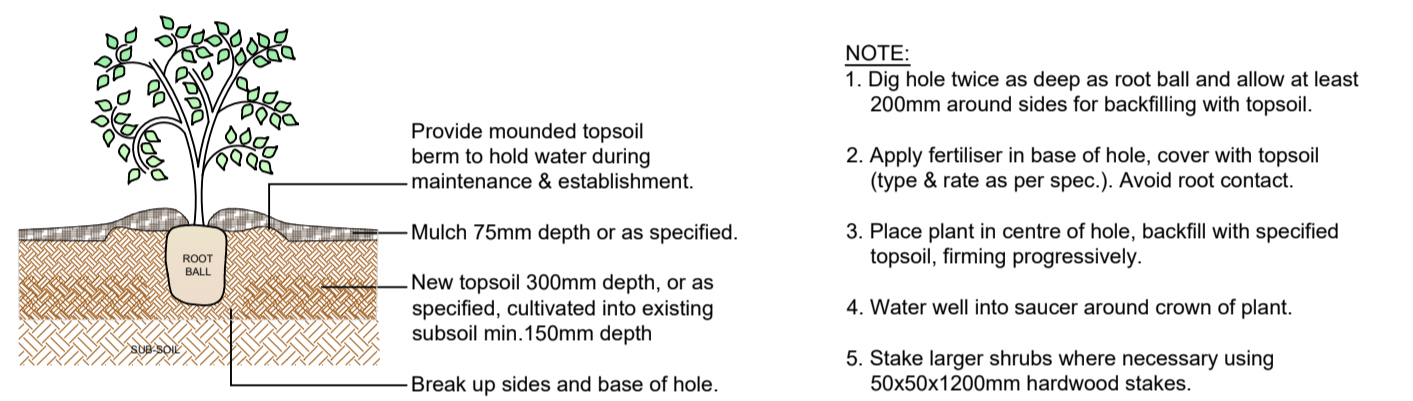 ROOT
BALL
SUB-SOIL
Provide mounded topsoil
berm to hold water during
maintenance & establishment.
Mulch 75mm depth or as specified.
New topsoil 300mm depth, or as
specified, cultivated into existing
subsoil min.150mm depth
Break up sides and base of hole.
NOTE:
1. Dig hole twice as deep as root ball and allow at least
200mm around sides for backfilling with topsoil.
2. Apply fertiliser in base of hole, cover with topsoil
(type & rate as per spec.). Avoid root contact.
3. Place plant in centre of hole, backfill with specified
topsoil, firming progressively.
4. Water well into saucer around crown of plant.
5. Stake larger shrubs where necessary using
50x50x1200mm hardwood stakes.